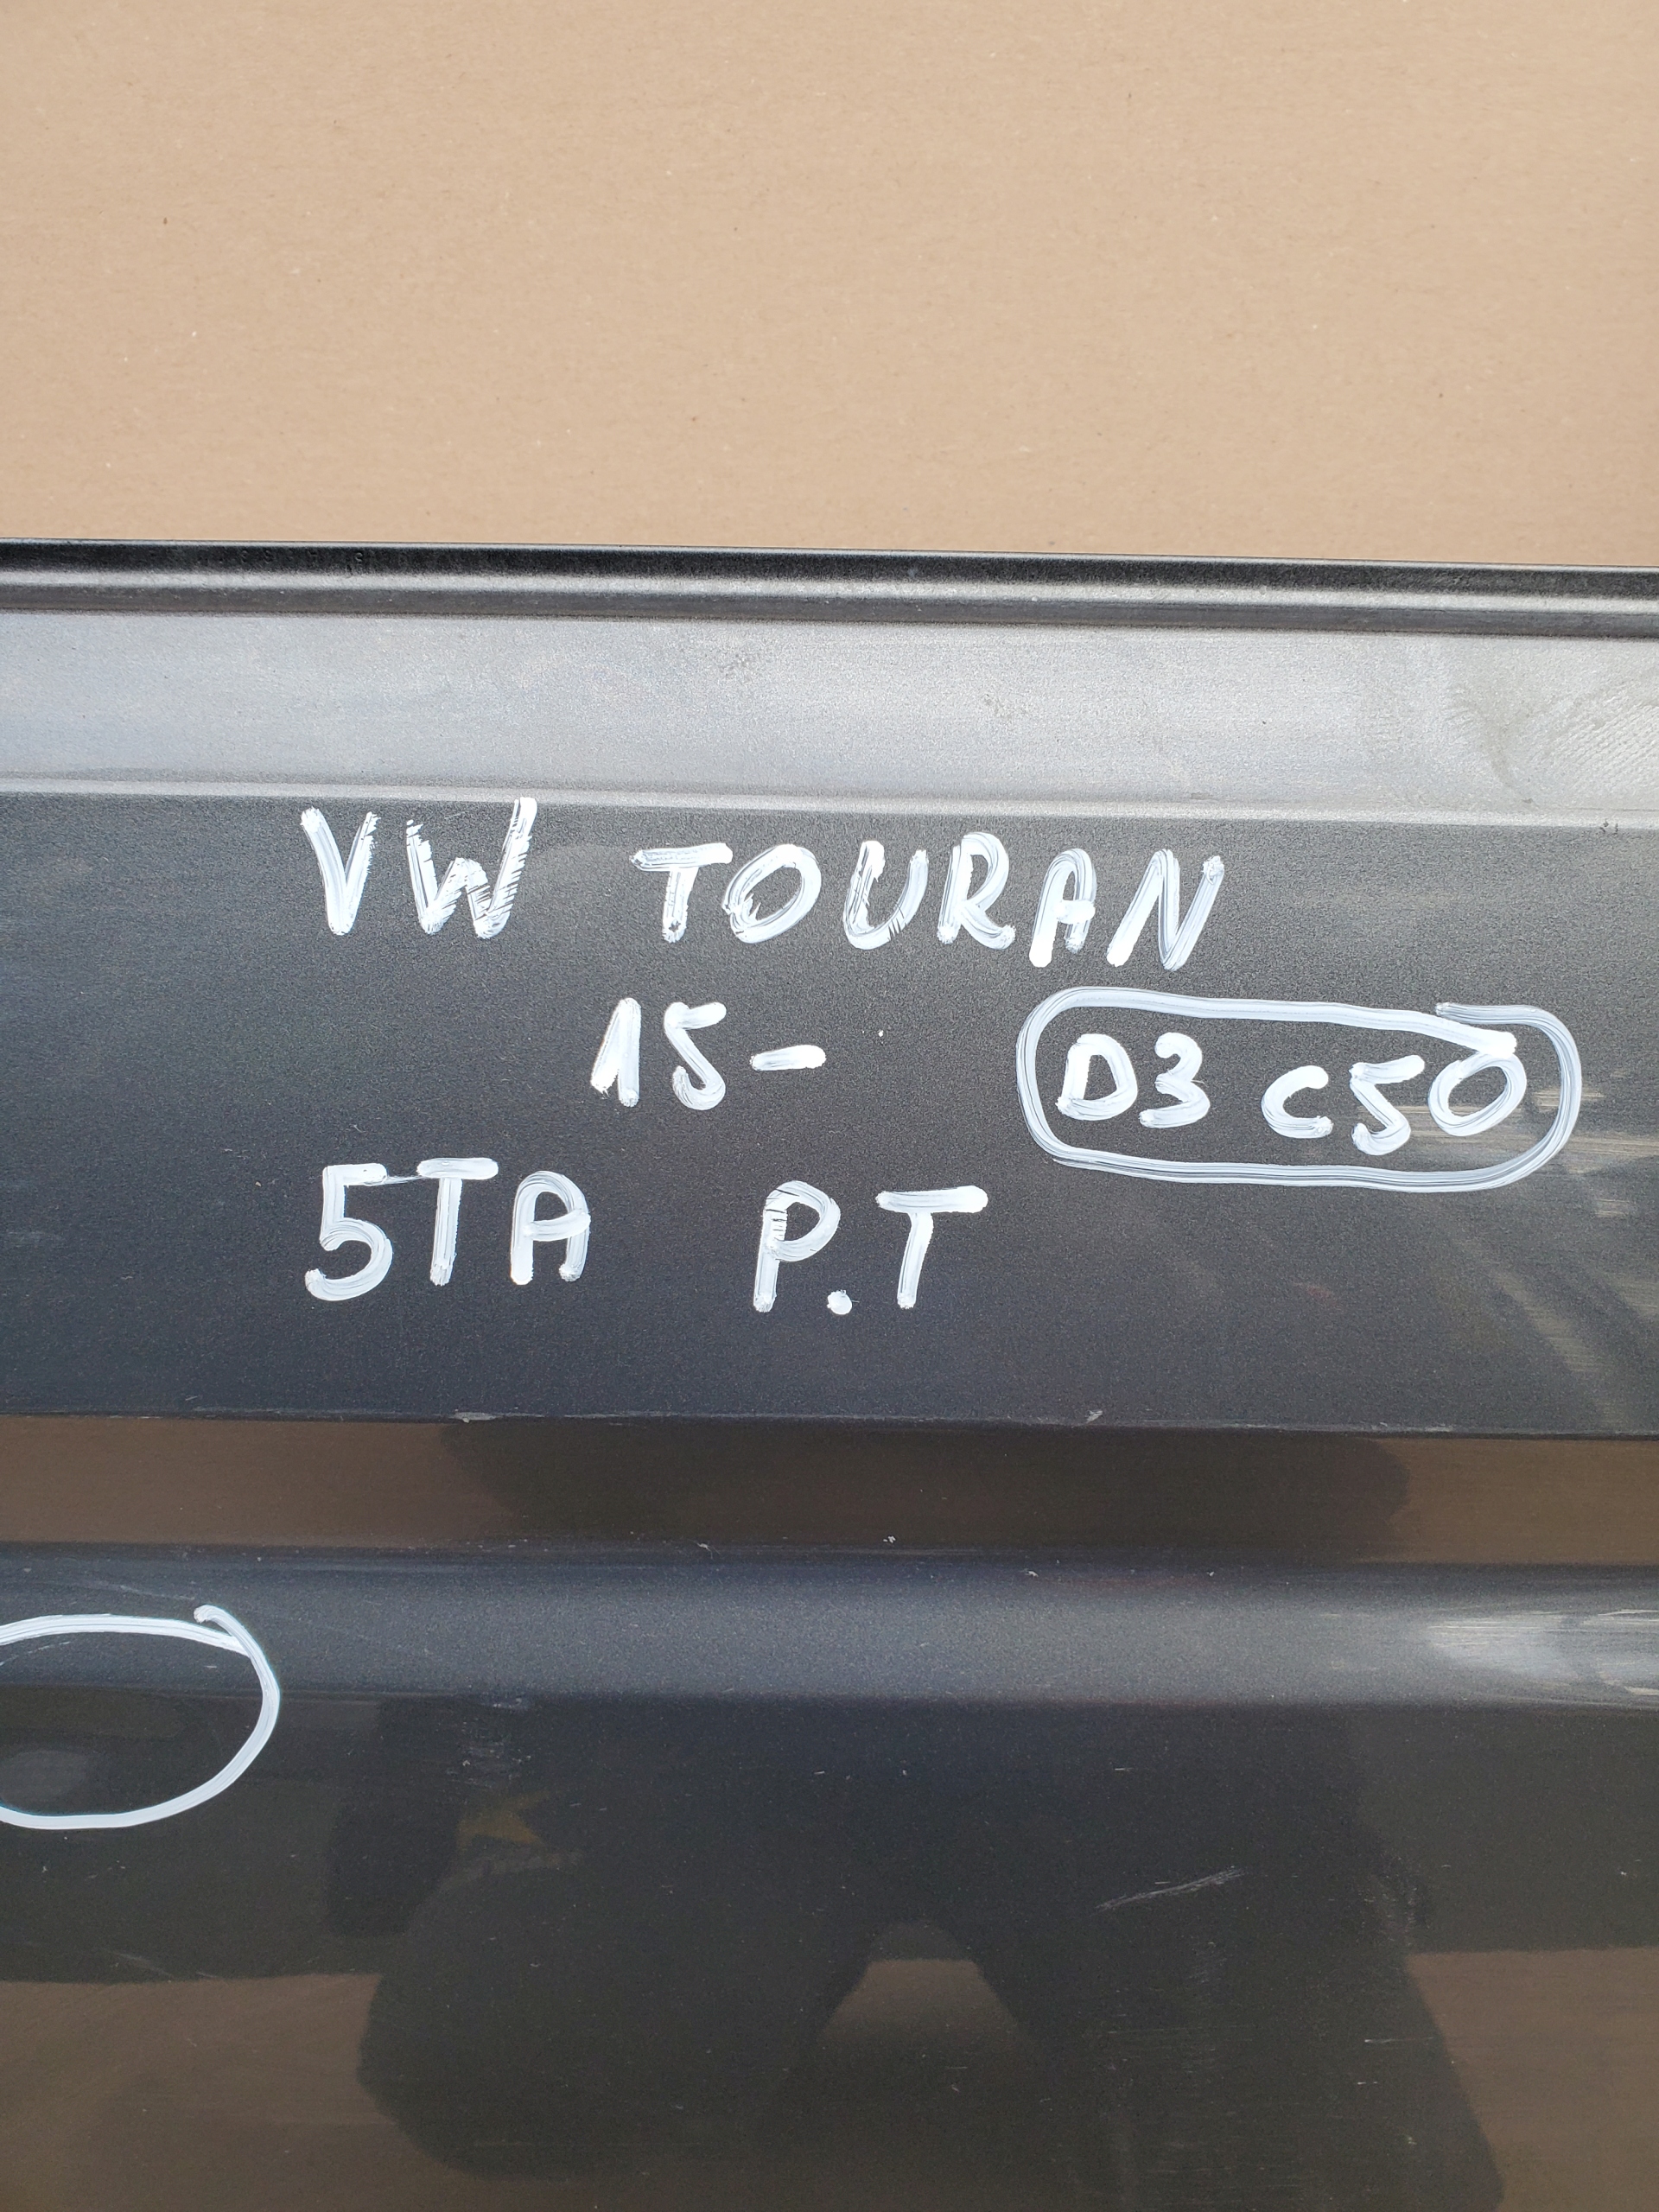 VW TOURAN
15-
D3 C50
5TA P.T